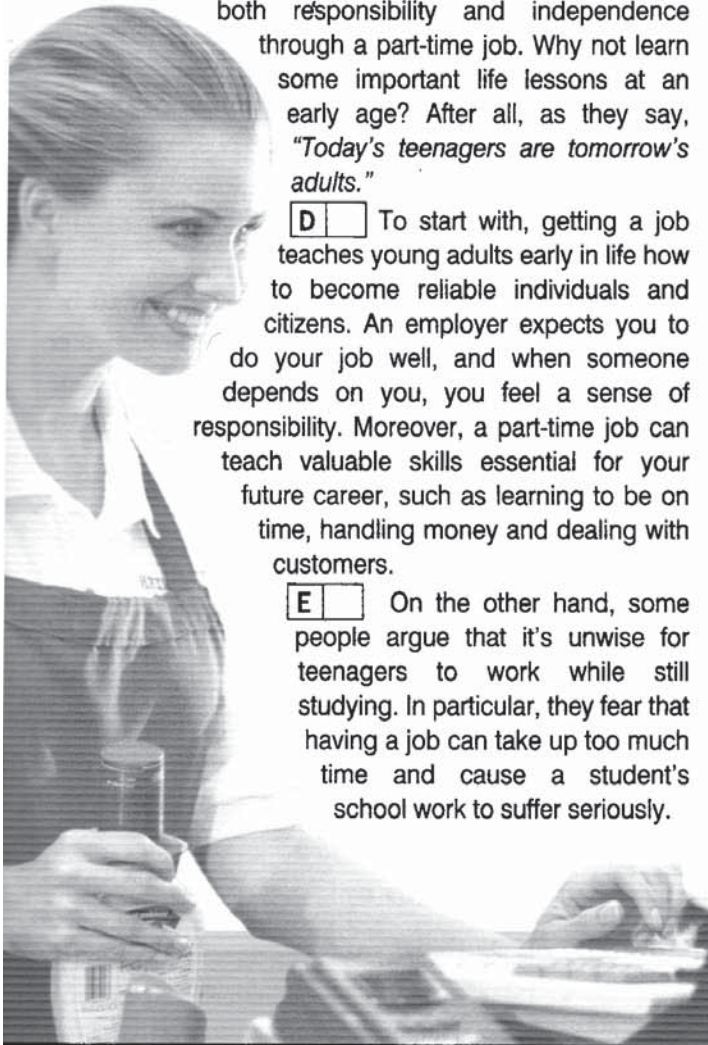 both responsibility and independence
through a part-time job. Why not learn
some important life lessons at an
early age? After all, as they say,
"Today's teenagers are tomorrow's
adults."
D To start with, getting a job
teaches young adults early in life how
to become reliable individuals and
citizens. An employer expects you to
do your job well, and when someone
depends on you, you feel a sense of
responsibility. Moreover, a part-time job can
teach valuable skills essential for your
future career, such as learning to be on
time, handling money and dealing with
customers.
E On the other hand, some
people argue that it's unwise for
teenagers to work while still
studying. In particular, they fear that
having a job can take up too much
time and cause a student's
school work to suffer seriously.